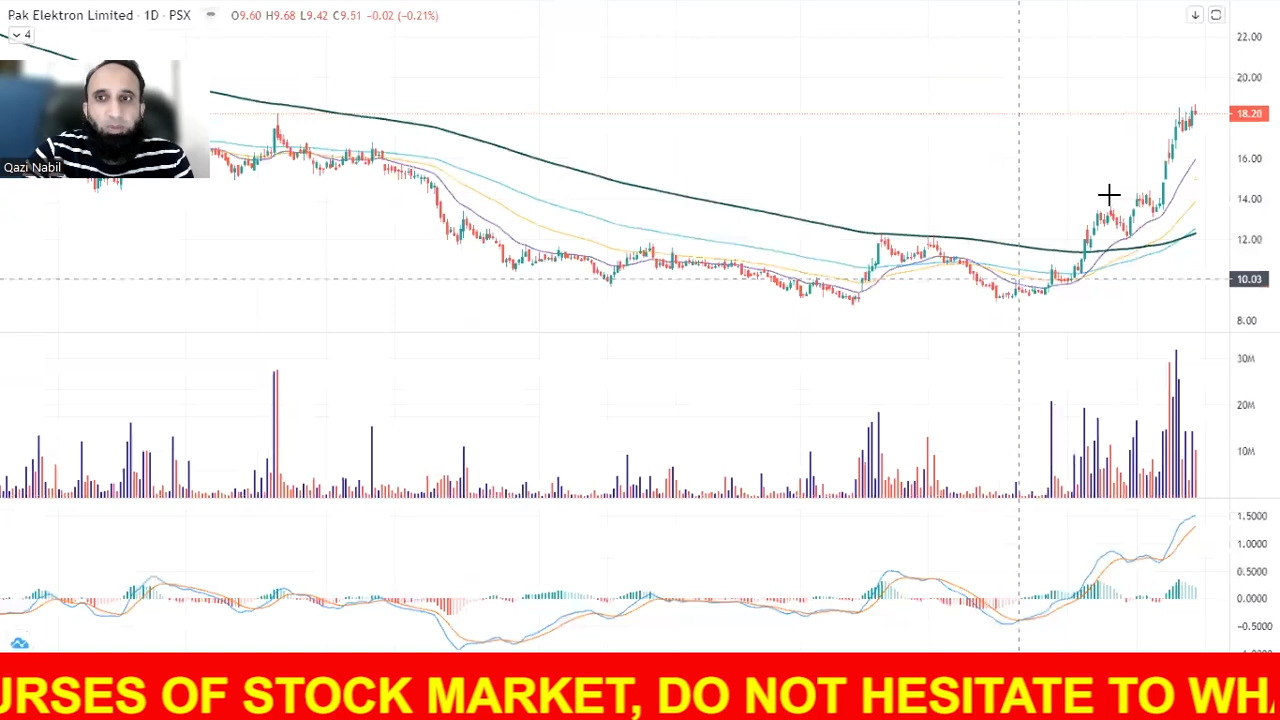 Pak Elektron Limited · 1D · PSX O9.60 H9.68 L9.42 C9.51 −0.02 (−0.21%)
4
Qazi Nabil
22.00
20.00
18.20
16.00
14.00
12.00
10.03
8.00
30M
20M
10M
1.5000
1.0000
0.5000
0.0000
−0.5000
URSES OF STOCK MARKET, DO NOT HESITATE TO WHA